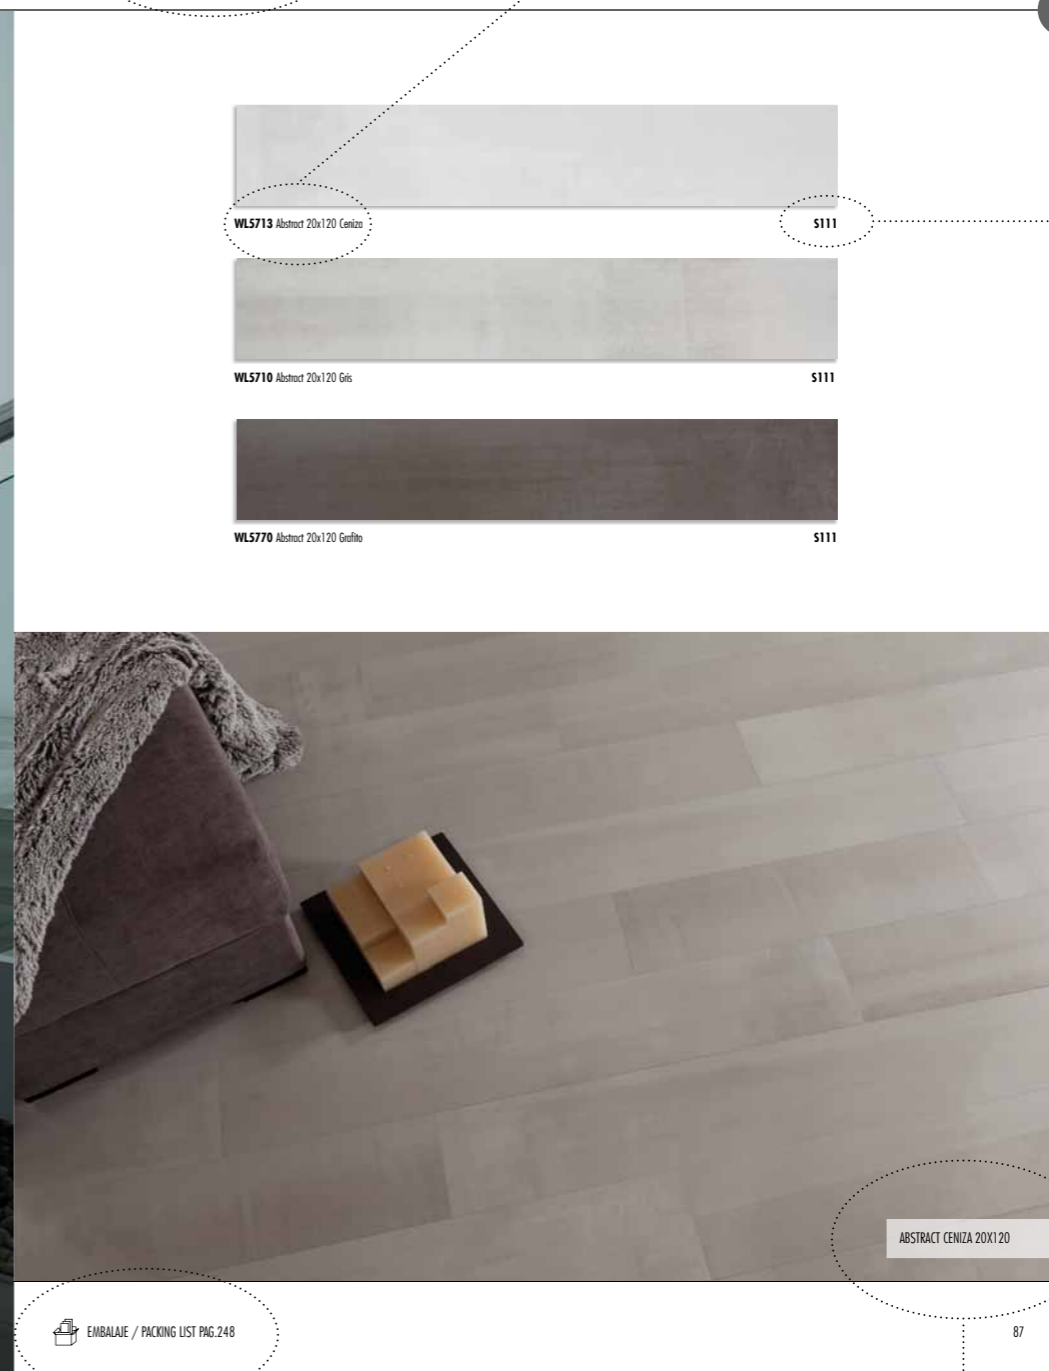 WL5713 Abstract 20x120 Ceniza S111
WL5710 Abstract 20x120 Gris S111
WL5770 Abstract 20x120 Grafito S111
ABSTRACT CENIZA 20X120
EMBALAJE / PACKING LIST PAG.248 87